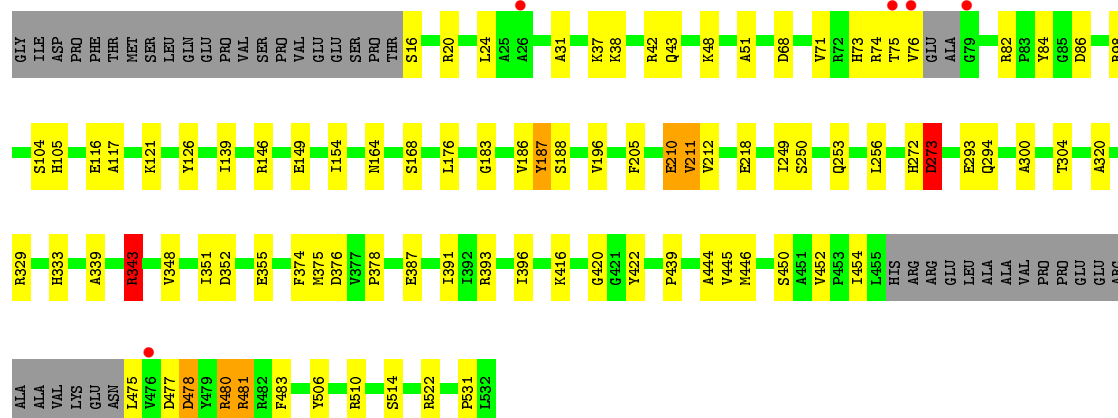 GLY ILE ASP PRO PHE THR MET SER LEU GLN GLU PRO VAL SER PRO VAL GLU GLU SER PRO THR S16 R20 L24 A25 A26 A31 K37 K38 R42 Q43 K48 A51 D68 V71 R72 H73 R74 T75 V76 GLU ALA G79 R82 P83 Y84 G85 D86 R98
S104 H105 E116 A117 K121 Y126 I139 R146 E149 I154 N164 S168 L176 G183 V186 Y187 S188 V196 F205 E210 V211 V212 E218 I249 S250 Q253 L256 H272 D273 E293 Q294 A300 T304 A320
R329 H333 A339 R343 V348 I351 D352 E355 F374 M375 D376 V377 P378 E387 I391 I392 R393 I396 K416 G420 G421 Y422 P439 A444 V445 M446 S450 A451 V452 P453 I454 L455 HIS ARG ARG GLU LEU ALA ALA VAL PRO PRO GLU GLU ARG
ALA ALA VAL LYS GLU ASN L475 V476 D477 D478 Y479 R480 R481 R482 F483 Y506 R510 S514 R522 P531 L532